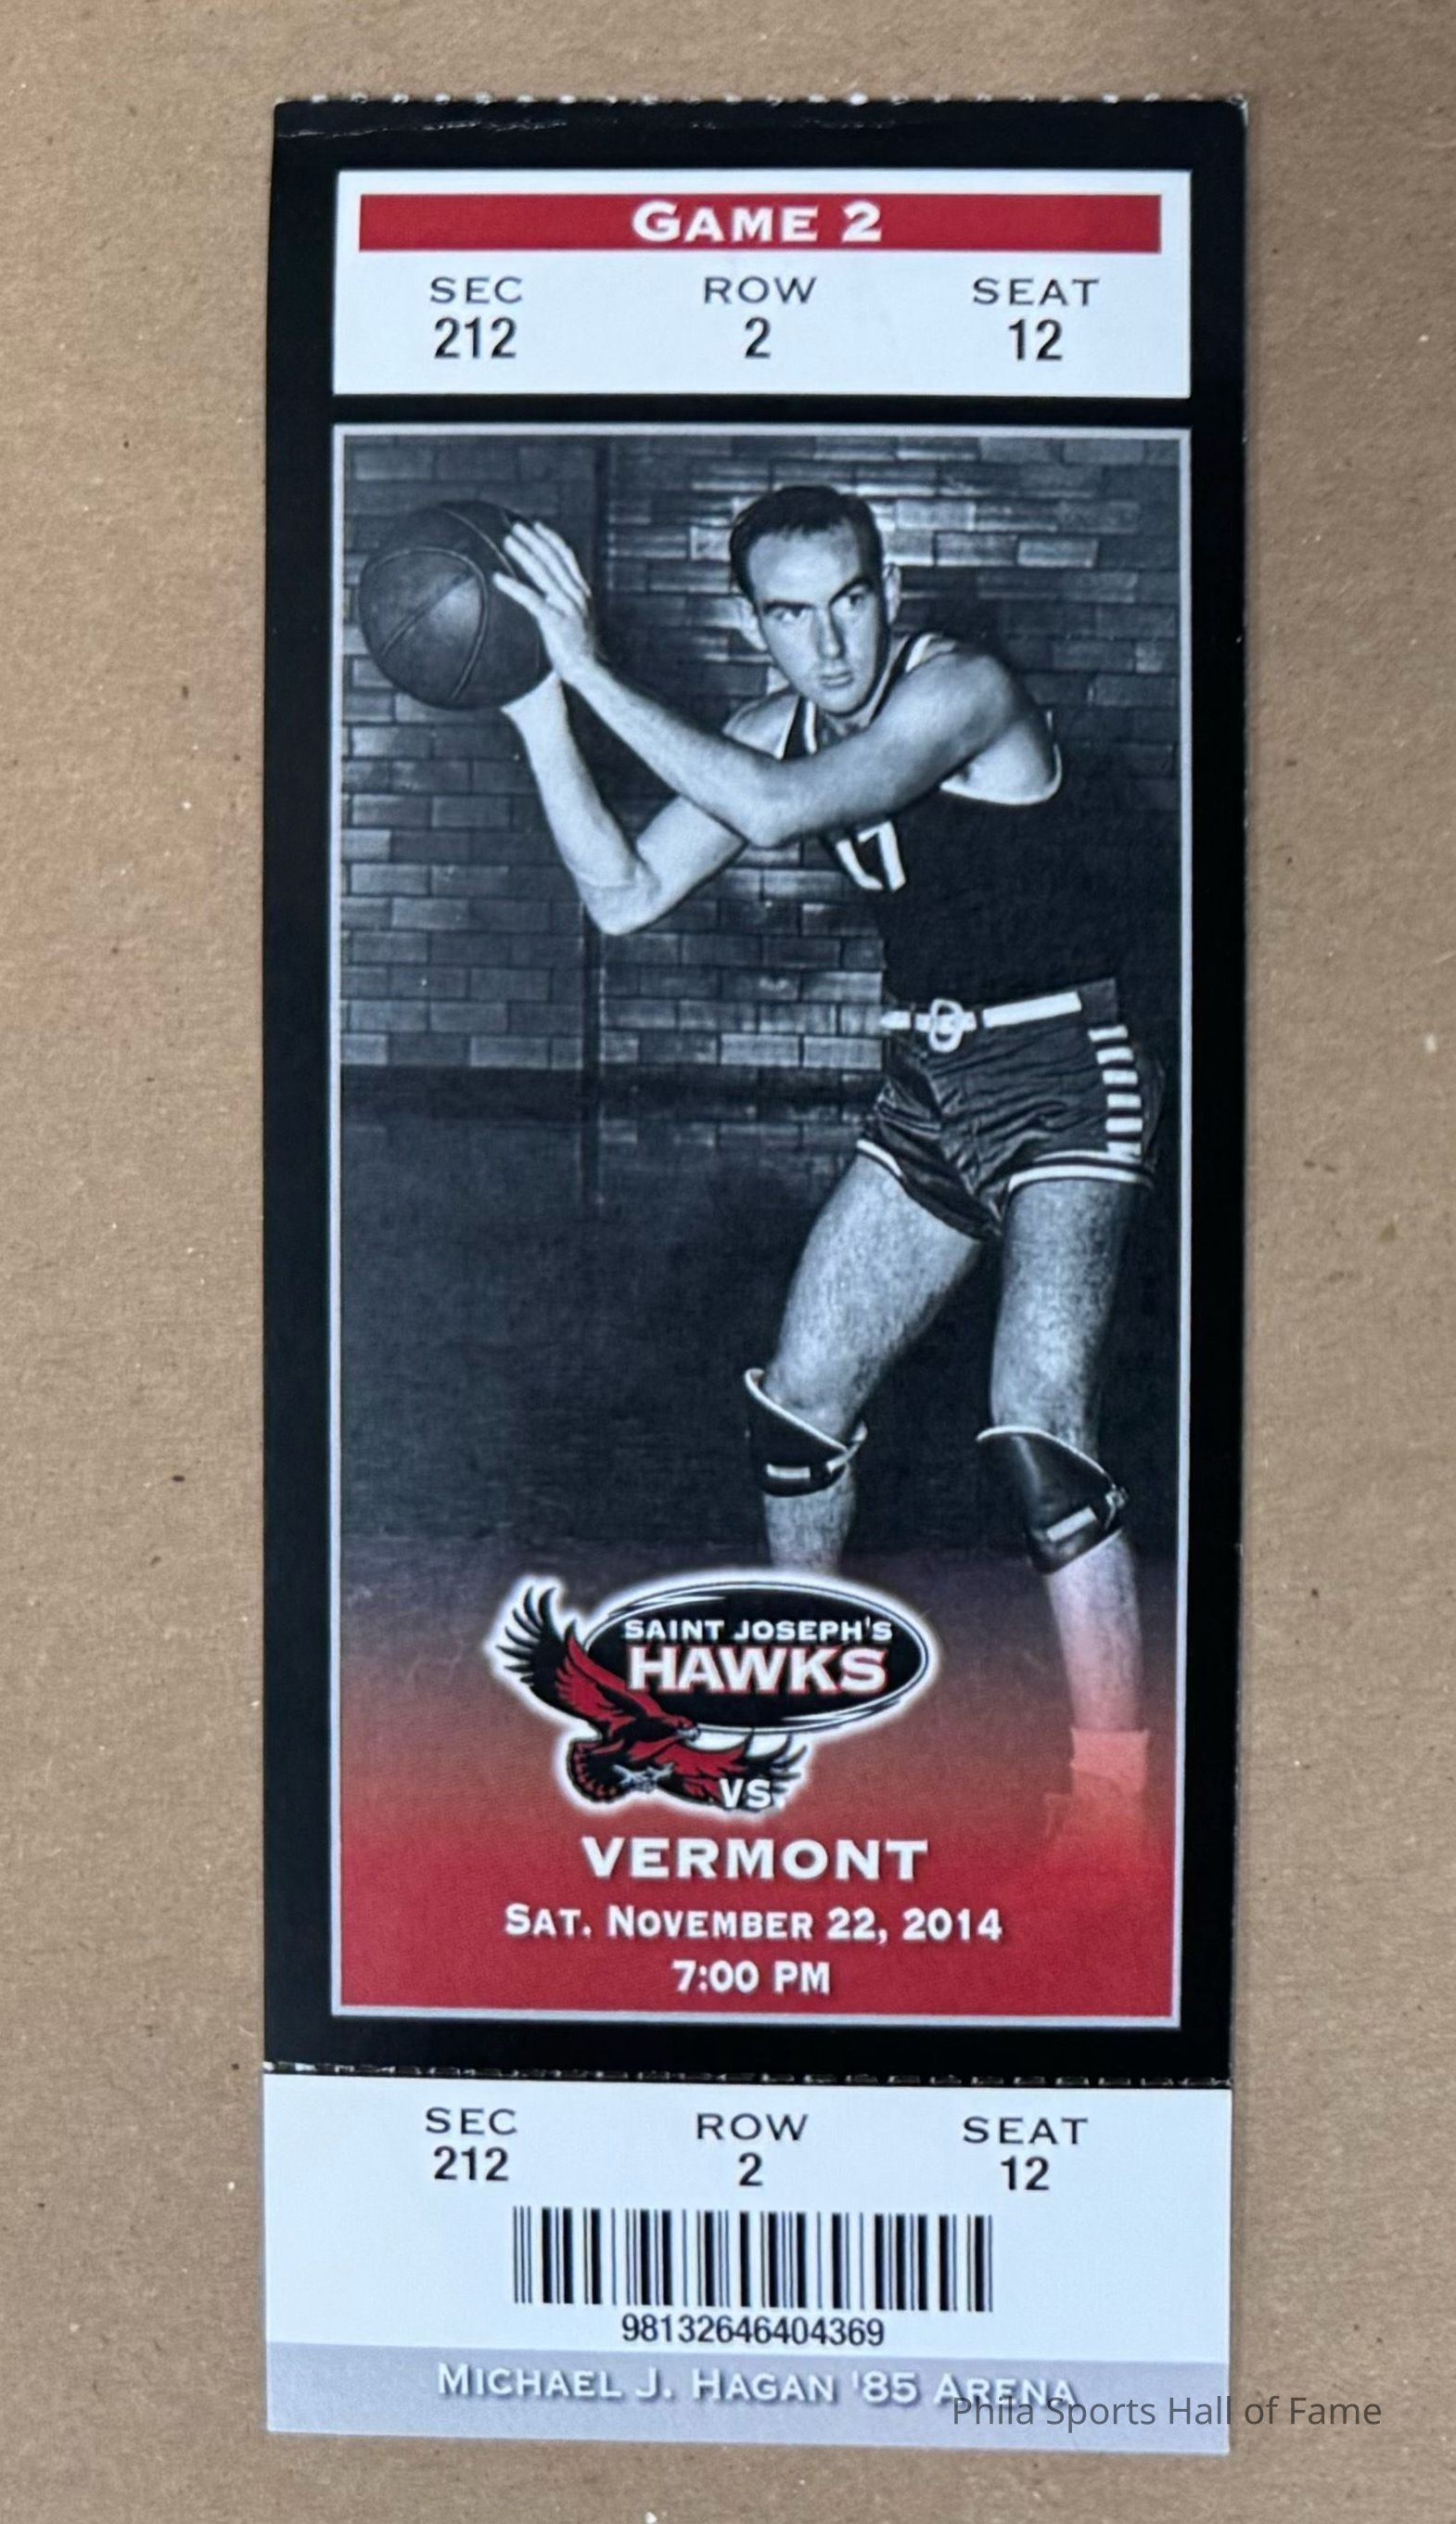 GAME 2
SEC ROW SEAT
212 2 12
17
SAINT JOSEPH'S
HAWKS
VS.
VERMONT
SAT. NOVEMBER 22, 2014
7:00 PM
SEC ROW SEAT
212 2 12
98132646404369
MICHAEL J. HAGAN '85 ARENA
Phila Sports Hall of Fame